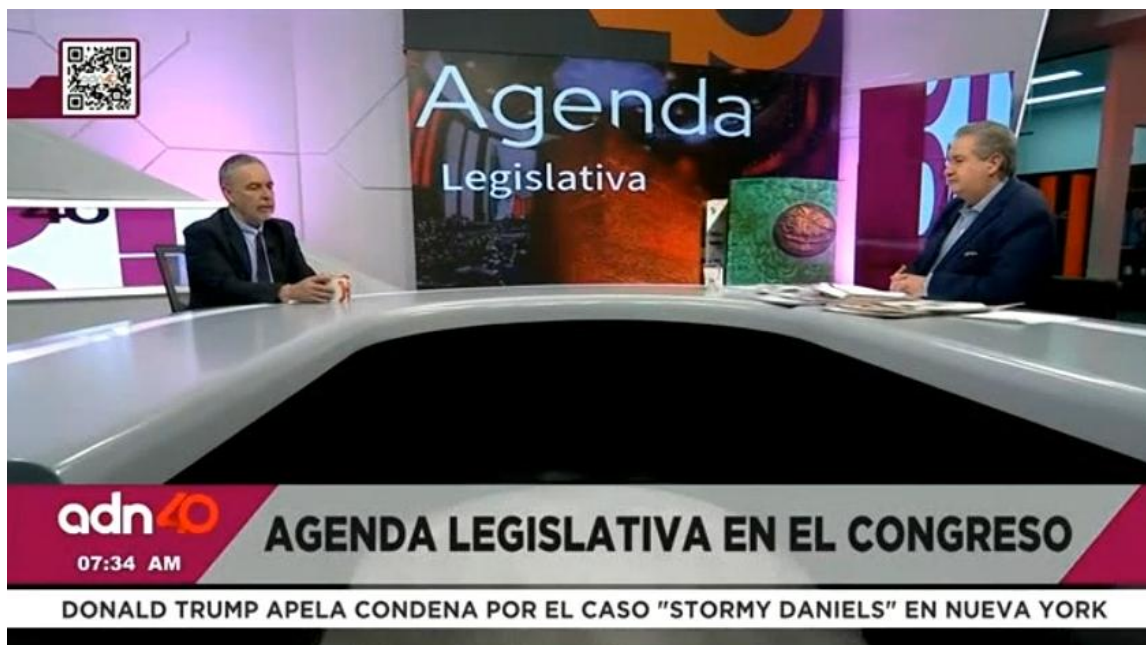 Agenda
Legislativa
40
adn40
07:34 AM
AGENDA LEGISLATIVA EN EL CONGRESO
DONALD TRUMP APELA CONDENA POR EL CASO "STORMY DANIELS" EN NUEVA YORK